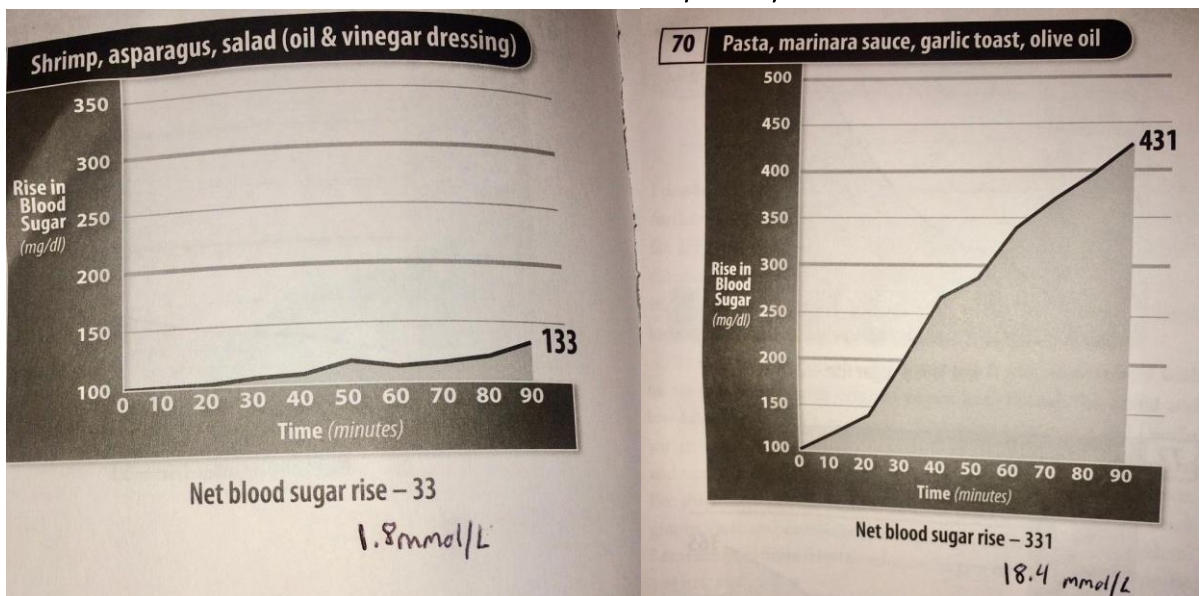 Shrimp, asparagus, salad (oil & vinegar dressing)
350
300
Rise in
Blood
Sugar
(mg/dl)
250
200
150
100
133
0 10 20 30 40 50 60 70 80 90
Time (minutes)
Net blood sugar rise – 33
1.8 mmol/L
70
Pasta, marinara sauce, garlic toast, olive oil
500
450
400
350
300
Rise in
Blood
Sugar
(mg/dl)
250
200
150
100
431
0 10 20 30 40 50 60 70 80 90
Time (minutes)
Net blood sugar rise – 331
18.4 mmol/L